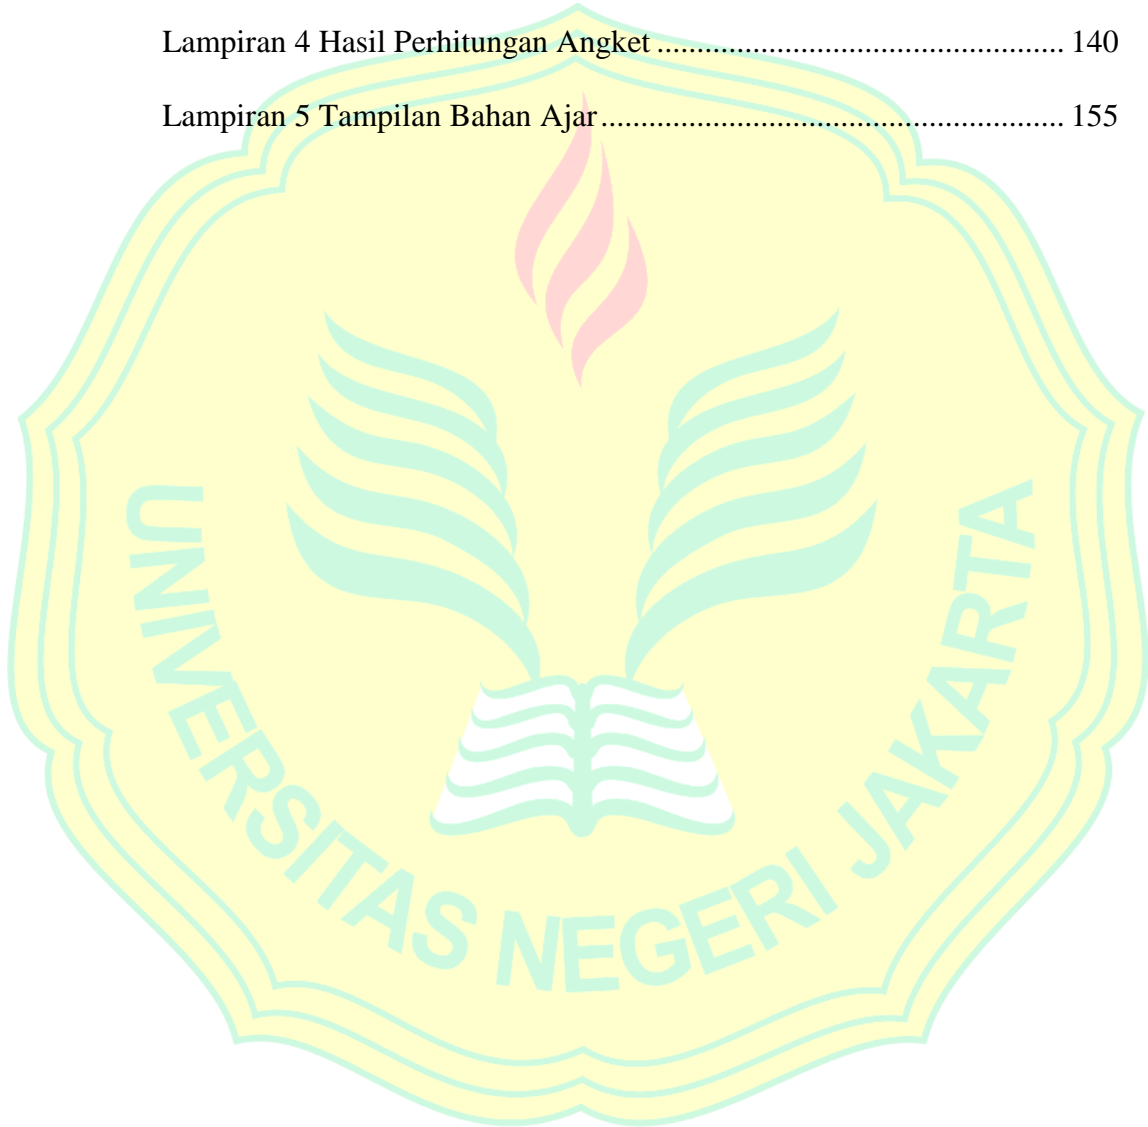 Lampiran 4 Hasil Perhitungan Angket .................................................. 140
Lampiran 5 Tampilan Bahan Ajar......................................................... 155
UNIVERSITAS NEGERI JAKARTA